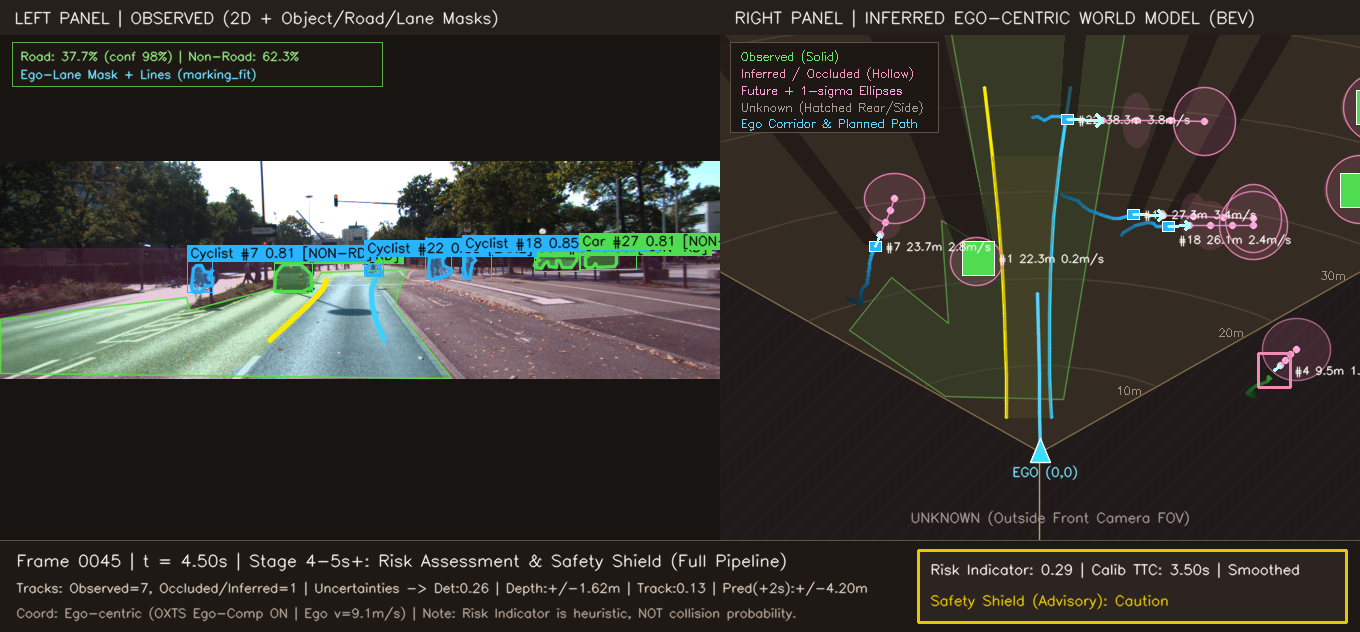 LEFT PANEL | OBSERVED (2D + Object/Road/Lane Masks)
Road: 37.7% (conf 98%) | Non-Road: 62.3%
Ego-Lane Mask + Lines (marking_fit)
Cyclist #7 0.81 [NON-RD
Cyclist #22 0.
Cyclist #18 0.85
Car #27 0.81 [NON-
RIGHT PANEL | INFERRED EGO-CENTRIC WORLD MODEL (BEV)
Observed (Solid)
Inferred / Occluded (Hollow)
Future + 1-sigma Ellipses
Unknown (Hatched Rear/Side)
Ego Corridor & Planned Path
38.3m 3.8m/s
27.3m 3.4m/s
#18 26.1m 2.4m/s
#7 23.7m 2.8m/s
#1 22.3m 0.2m/s
30m
20m
#4 9.5m 1.
10m
EGO (0,0)
UNKNOWN (Outside Front Camera FOV)
Frame 0045 | t = 4.50s | Stage 4-5s+: Risk Assessment & Safety Shield (Full Pipeline)
Tracks: Observed=7, Occluded/Inferred=1 | Uncertainties -> Det:0.26 | Depth:+/-1.62m | Track:0.13 | Pred(+2s):+/-4.20m
Coord: Ego-centric (OXTS Ego-Comp ON | Ego v=9.1m/s) | Note: Risk Indicator is heuristic, NOT collision probability.
Risk Indicator: 0.29 | Calib TTC: 3.50s | Smoothed
Safety Shield (Advisory): Caution